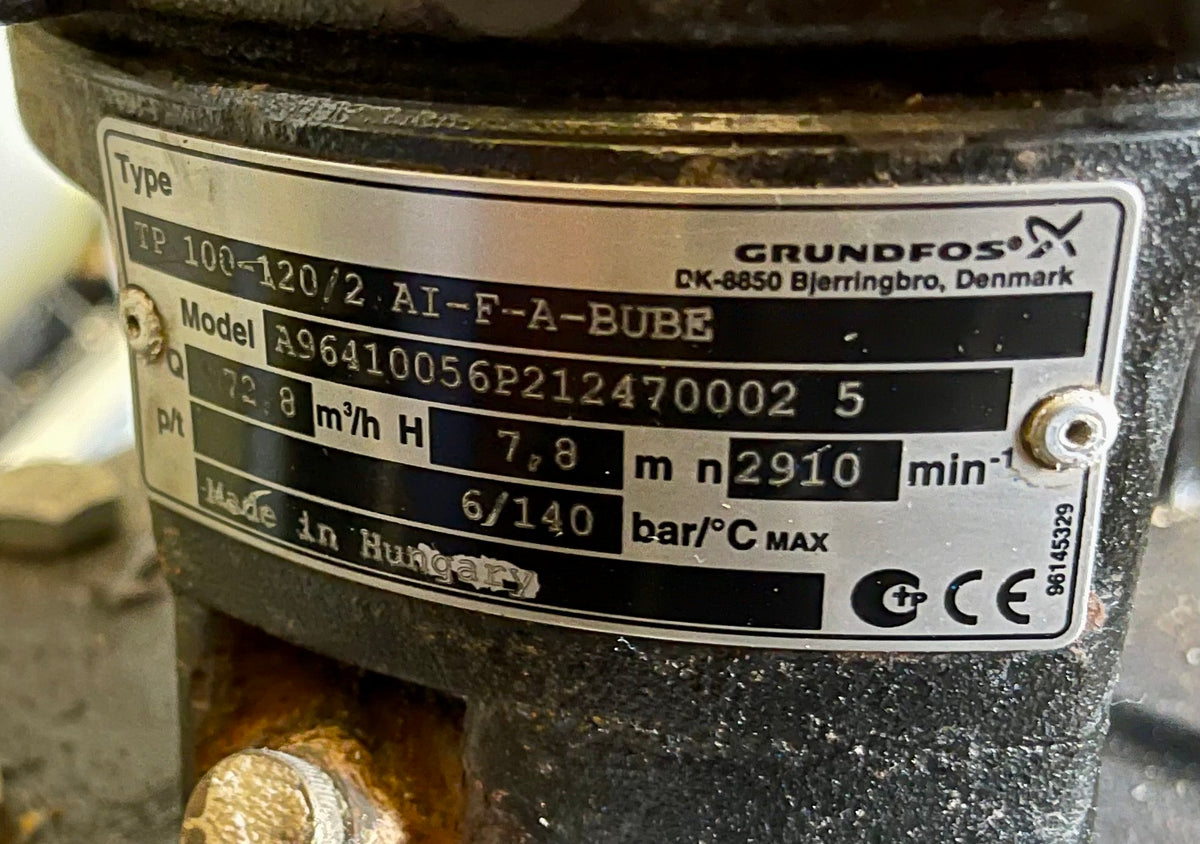 Type
GRUNDFOS®
DK-8850 Bjerringbro, Denmark
TP 100-120/2 AI-F-A-BUBE
Model A96410056P212470002 5
Q 72.8 m³/h H 7,8 m n 2910 min-1
p/t 6/140 bar/°C MAX
Made in Hungary
CE
96145329